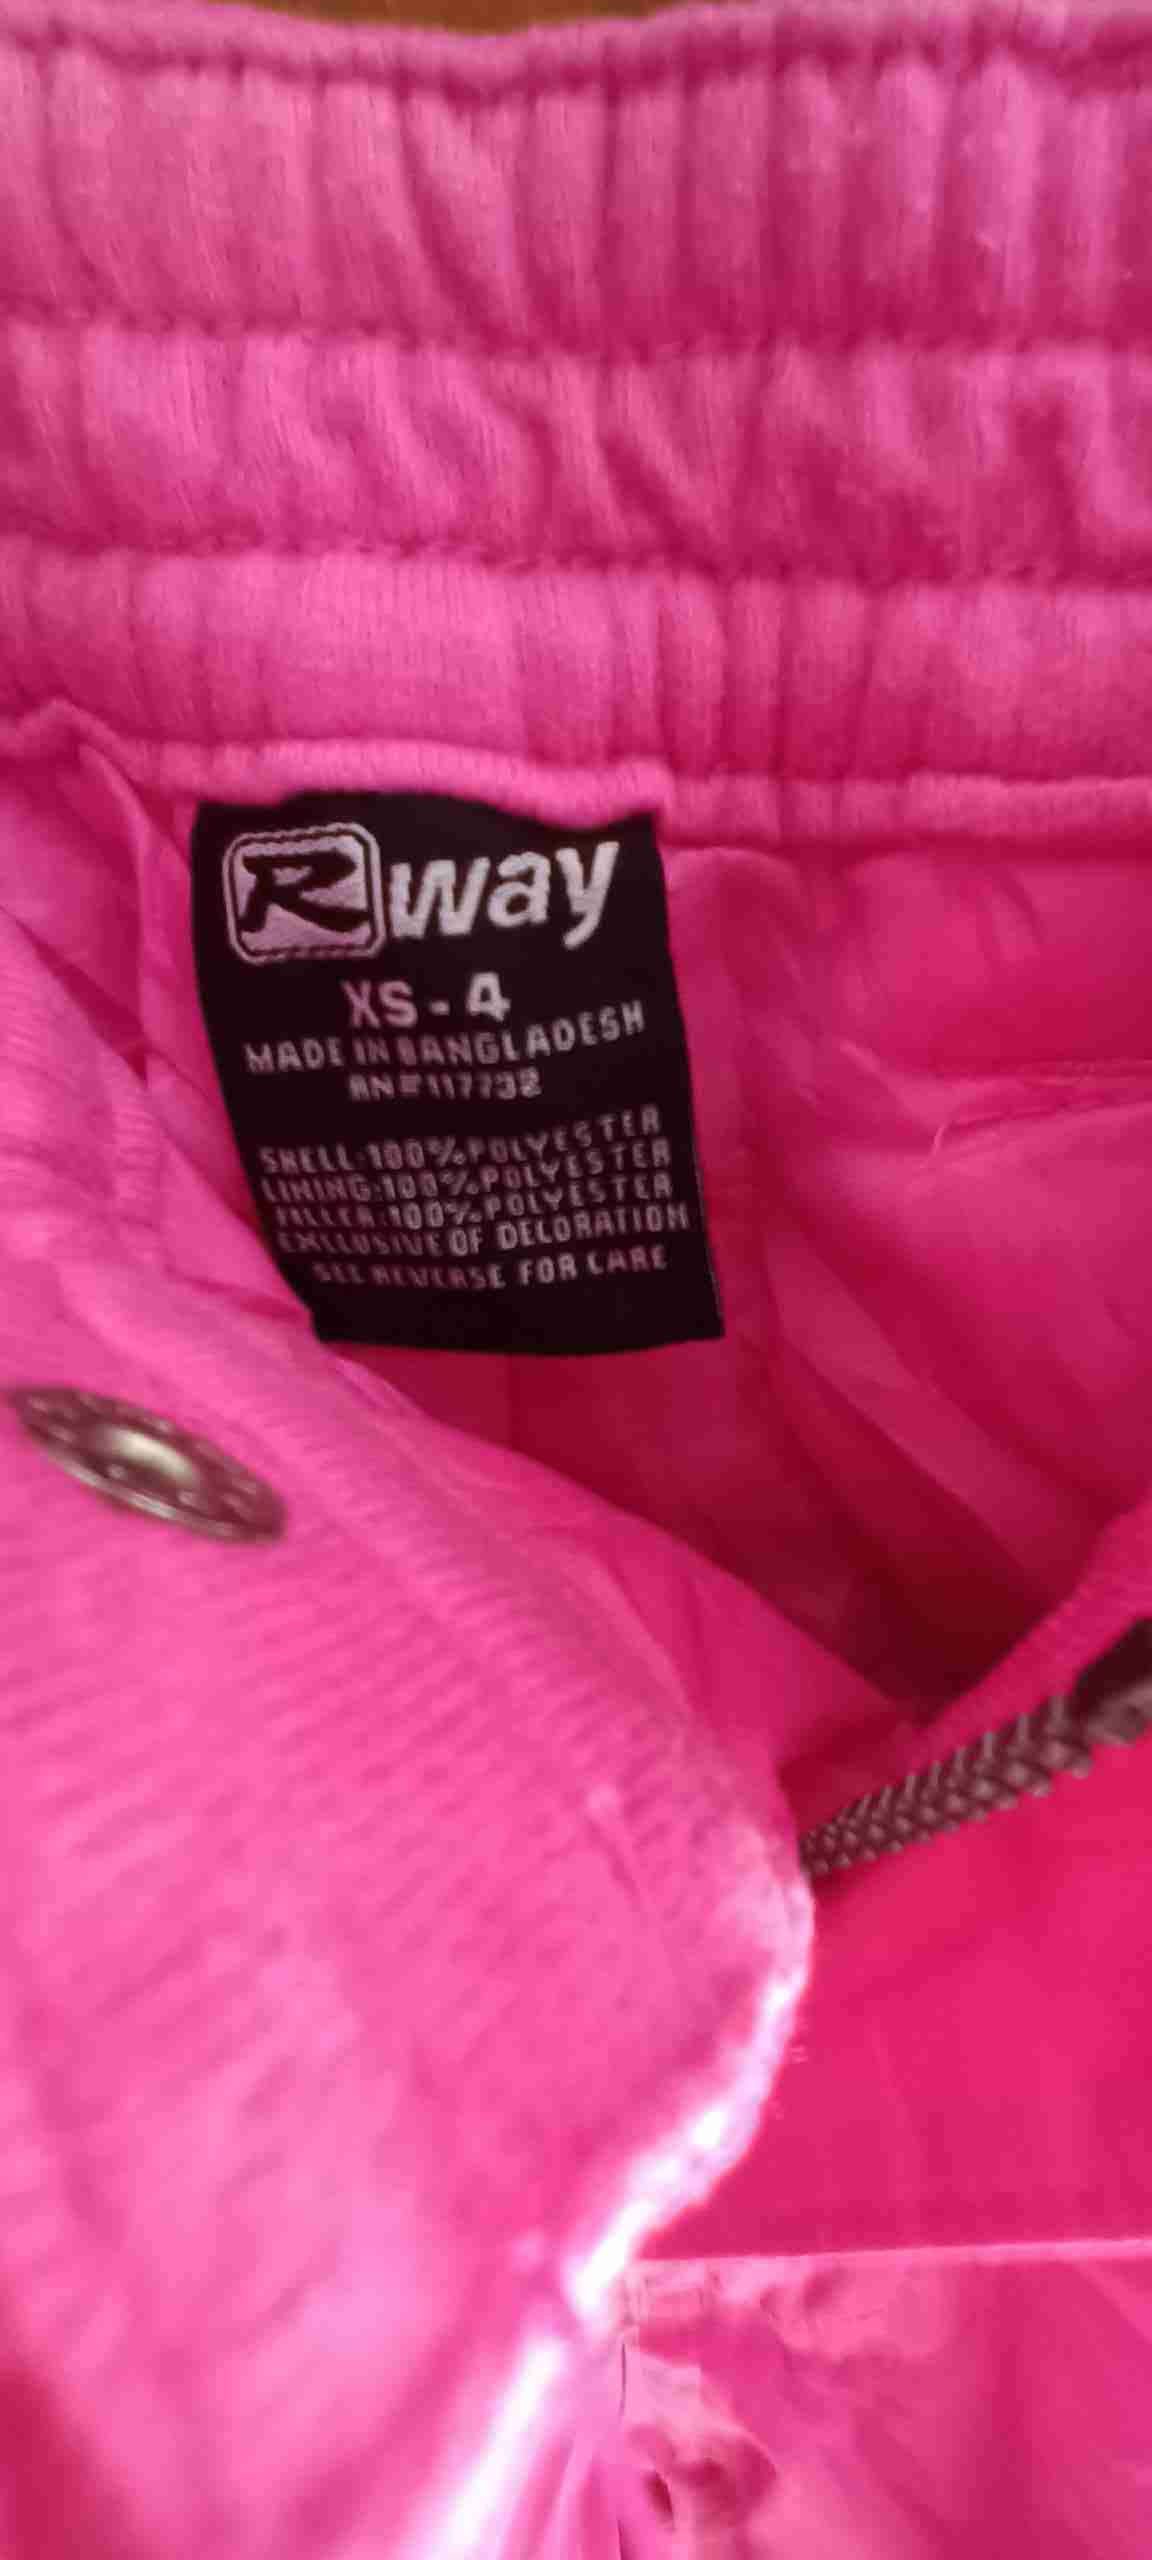 R way
XS - 4
MADE IN BANGLADESH
RN#117732
SHELL:100%POLYESTER
LINING:100%POLYESTER
FILLER:100%POLYESTER
EXCLUSIVE OF DECORATION
SEE REVERSE FOR CARE